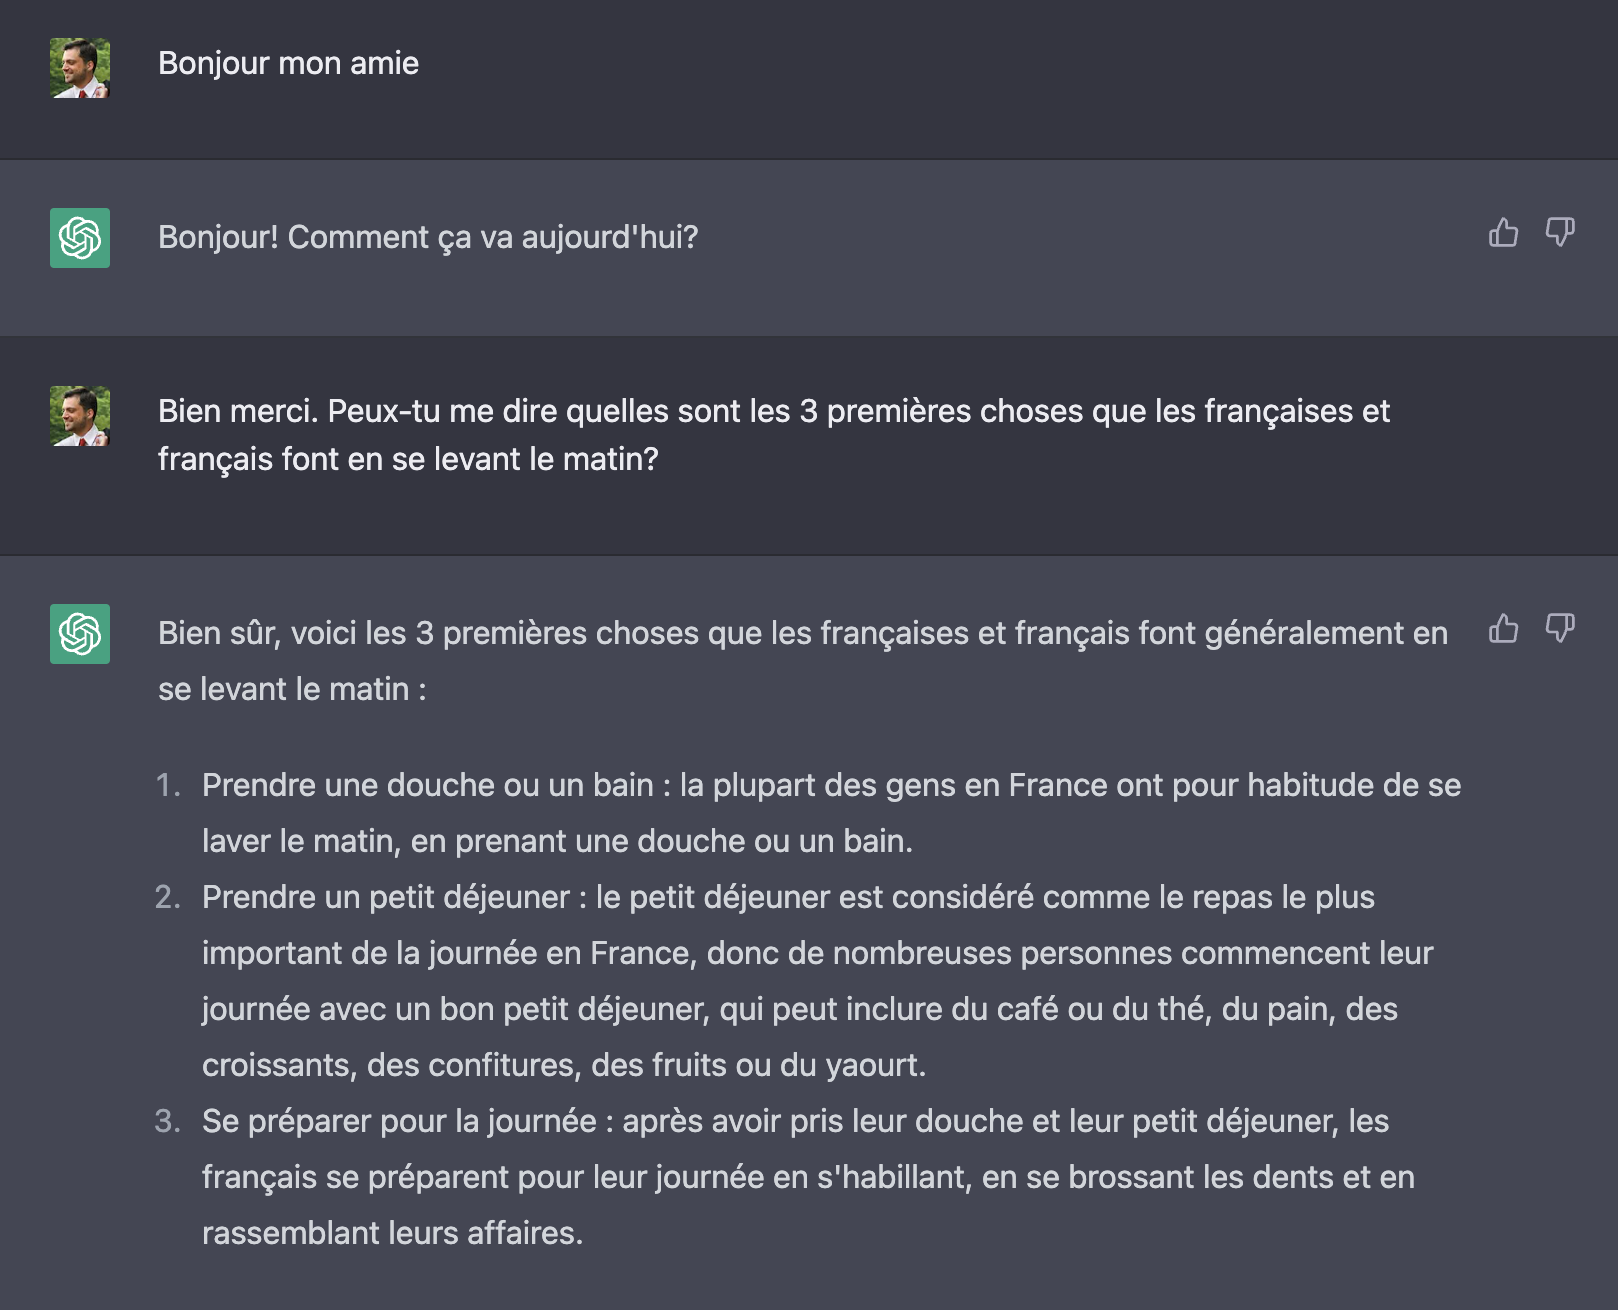 Bonjour mon amie
Bonjour! Comment ça va aujourd'hui?
Bien merci. Peux-tu me dire quelles sont les 3 premières choses que les françaises et
français font en se levant le matin?
Bien sûr, voici les 3 premières choses que les françaises et français font généralement en
se levant le matin :
1. Prendre une douche ou un bain : la plupart des gens en France ont pour habitude de se
laver le matin, en prenant une douche ou un bain.
2. Prendre un petit déjeuner : le petit déjeuner est considéré comme le repas le plus
important de la journée en France, donc de nombreuses personnes commencent leur
journée avec un bon petit déjeuner, qui peut inclure du café ou du thé, du pain, des
croissants, des confitures, des fruits ou du yaourt.
3. Se préparer pour la journée : après avoir pris leur douche et leur petit déjeuner, les
français se préparent pour leur journée en s'habillant, en se brossant les dents et en
rassemblant leurs affaires.